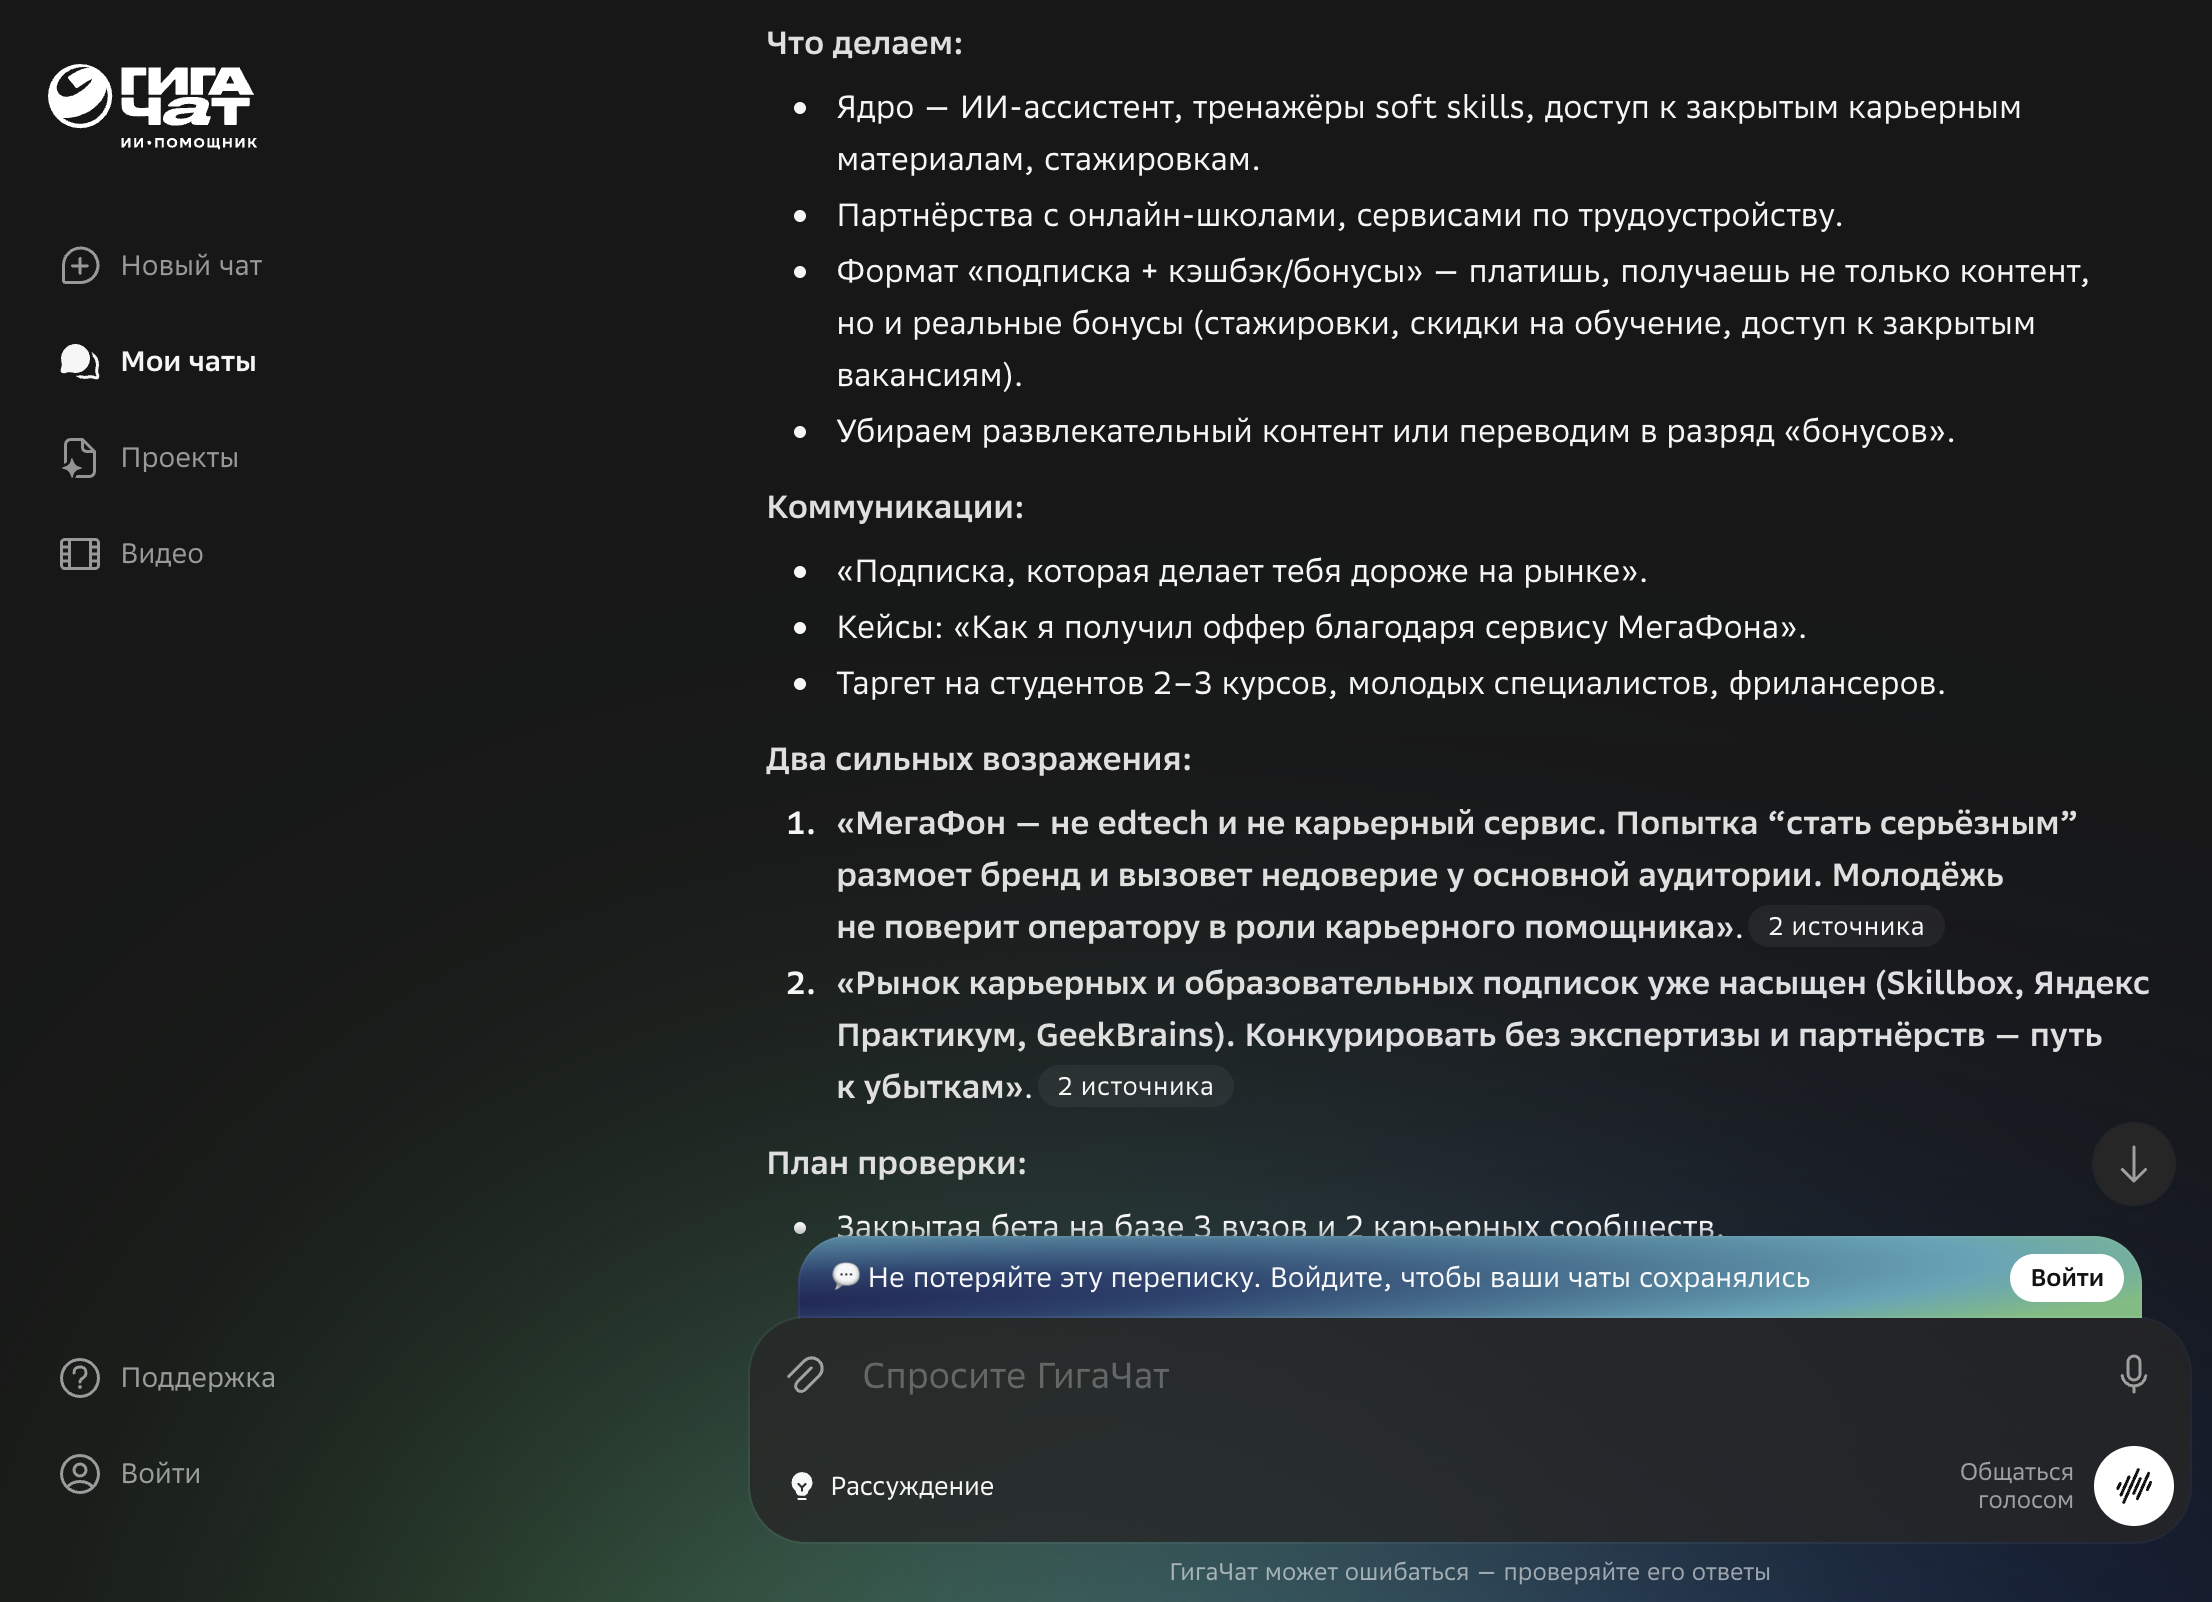 ГИГА
ЧАТ
ИИ•ПОМОЩНИК
Новый чат
Мои чаты
Проекты
Видео
Поддержка
Войти
Что делаем:
• Ядро — ИИ-ассистент, тренажёры soft skills, доступ к закрытым карьерным
материалам, стажировкам.
• Партнёрства с онлайн-школами, сервисами по трудоустройству.
• Формат «подписка + кэшбэк/бонусы» — платишь, получаешь не только контент,
но и реальные бонусы (стажировки, скидки на обучение, доступ к закрытым
вакансиям).
• Убираем развлекательный контент или переводим в разряд «бонусов».
Коммуникации:
• «Подписка, которая делает тебя дороже на рынке».
• Кейсы: «Как я получил оффер благодаря сервису МегаФона».
• Таргет на студентов 2–3 курсов, молодых специалистов, фрилансеров.
Два сильных возражения:
1. «МегаФон — не edtech и не карьерный сервис. Попытка “стать серьёзным”
размоет бренд и вызовет недоверие у основной аудитории. Молодёжь
не поверит оператору в роли карьерного помощника». 2 источника
2. «Рынок карьерных и образовательных подписок уже насыщен (Skillbox, Яндекс
Практикум, GeekBrains). Конкурировать без экспертизы и партнёрств — путь
к убыткам». 2 источника
План проверки:
• Закрытая бета на базе 3 вузов и 2 карьерных сообществ.
Не потеряйте эту переписку. Войдите, чтобы ваши чаты сохранялись
Войти
Спросите ГигаЧат
Рассуждение
Общаться
голосом
ГигаЧат может ошибаться — проверяйте его ответы